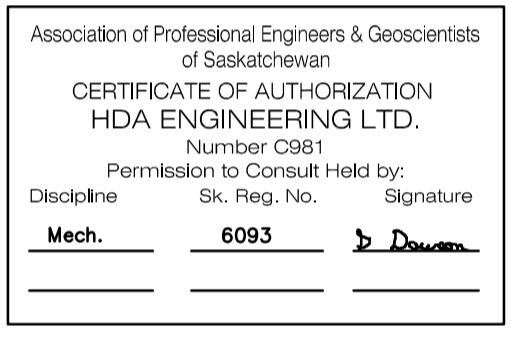 Association of Professional Engineers & Geoscientists
of Saskatchewan
CERTIFICATE OF AUTHORIZATION
HDA ENGINEERING LTD.
Number C981
Permission to Consult Held by:
Discipline Sk. Reg. No. Signature
Mech. 6093 D Dawson